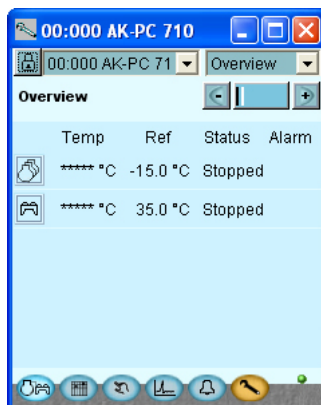 00:000 AK-PC 710
00:000 AK-PC 71 Overview
Overview
Temp Ref Status Alarm
***** °C -15.0 °C Stopped
***** °C 35.0 °C Stopped